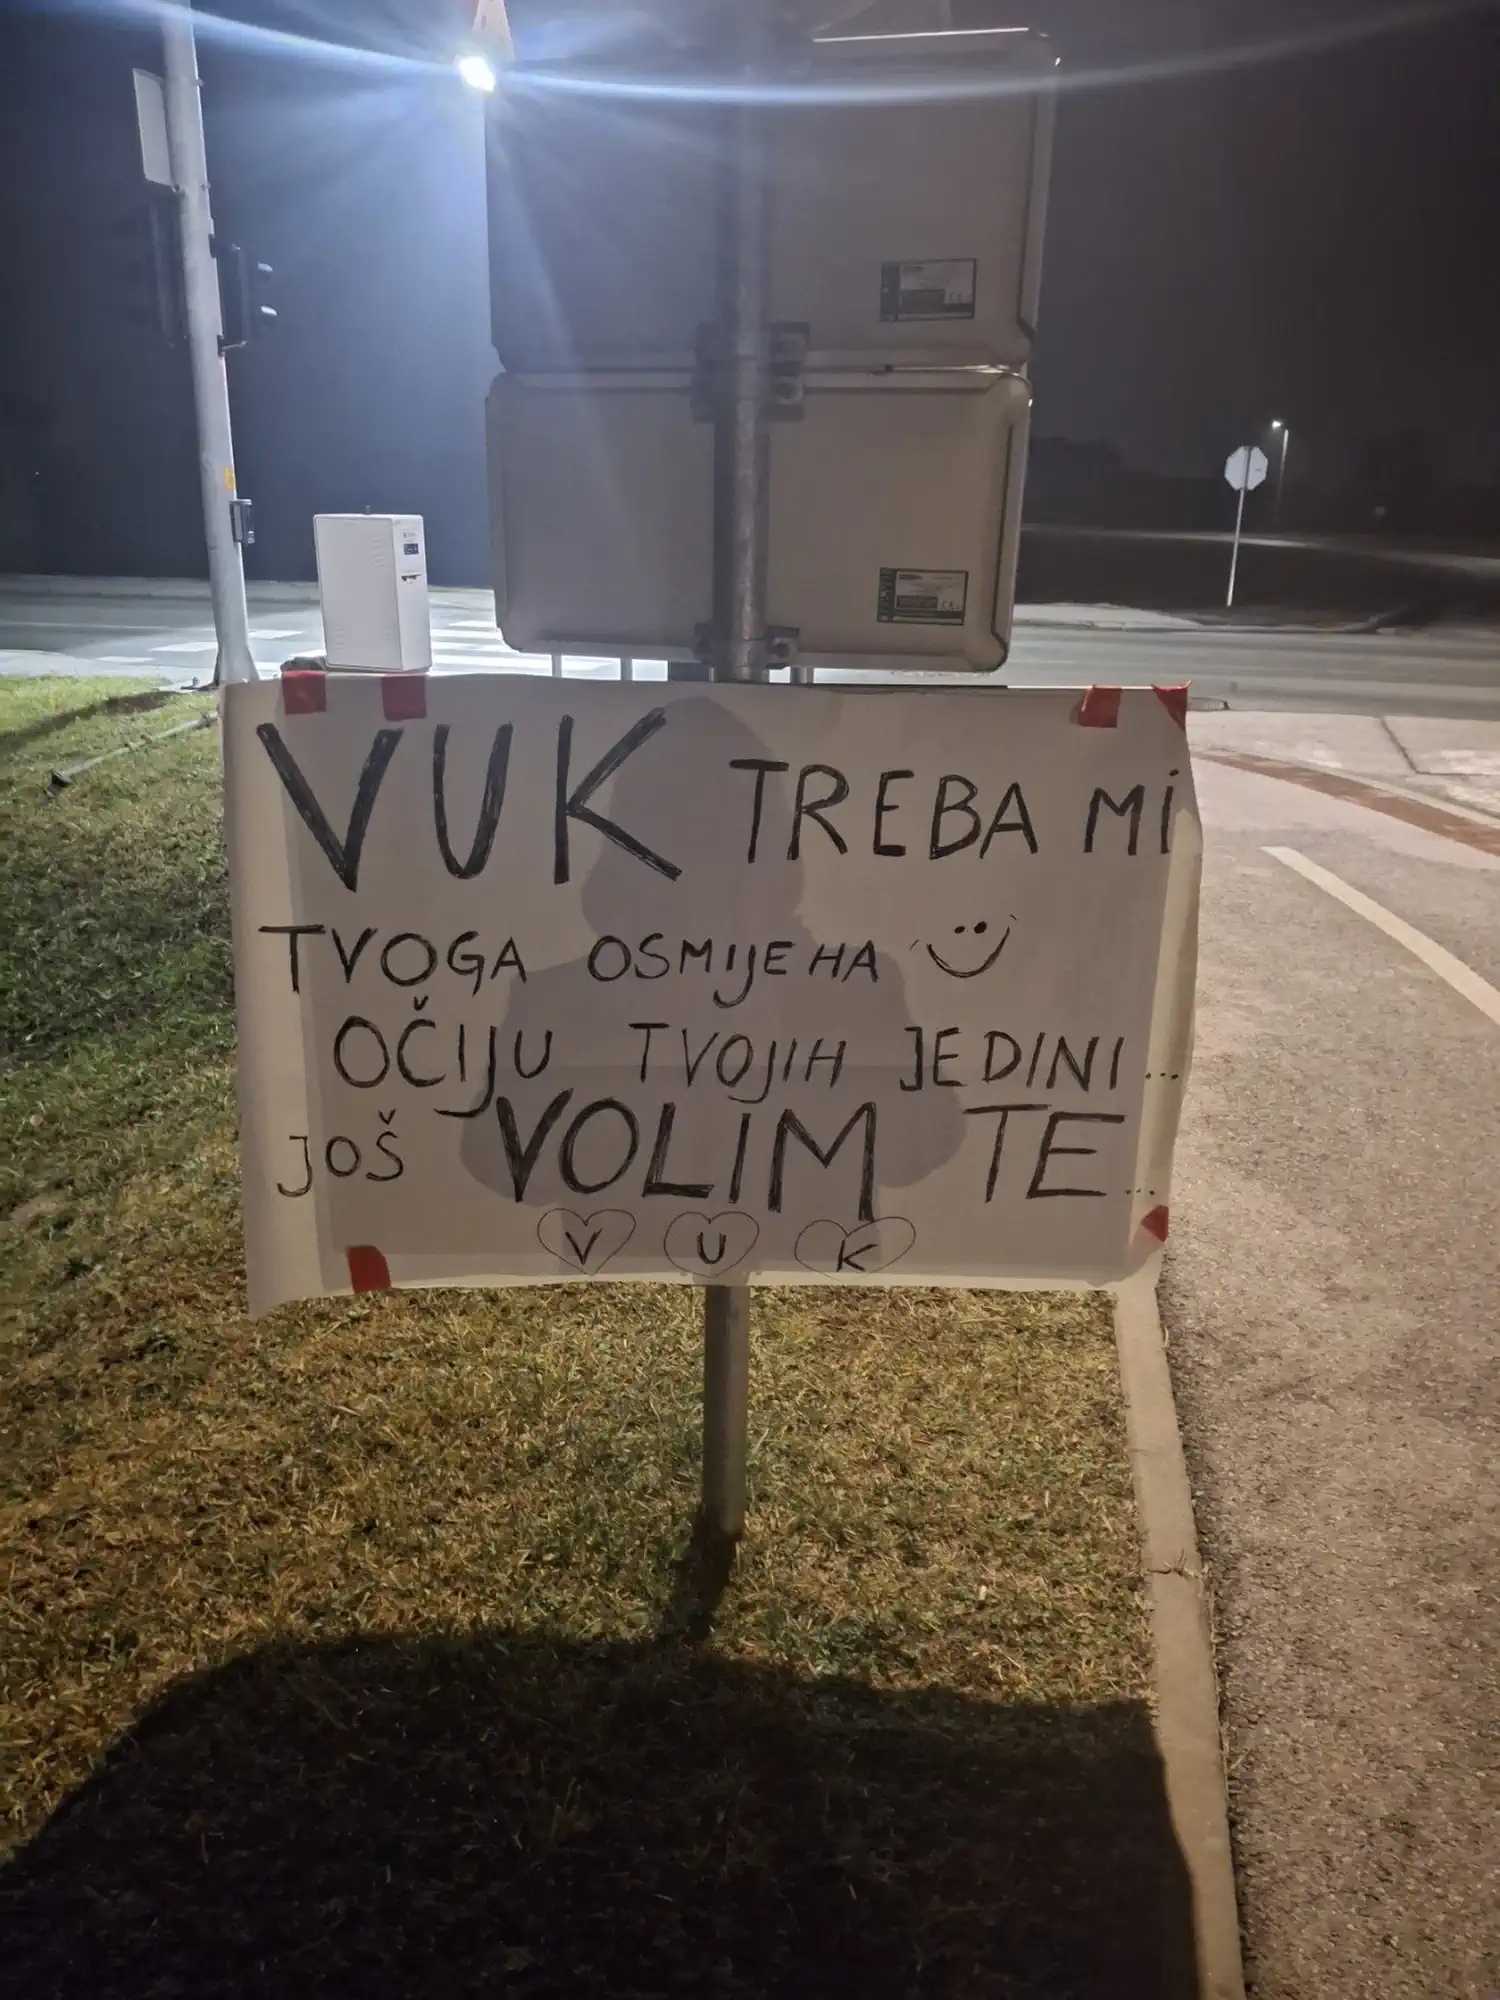 VUK TREBA MI
TVOGA OSMIJEHA
OČIJU TVOJIH JEDINI...
JOŠ VOLIM TE...
V U K